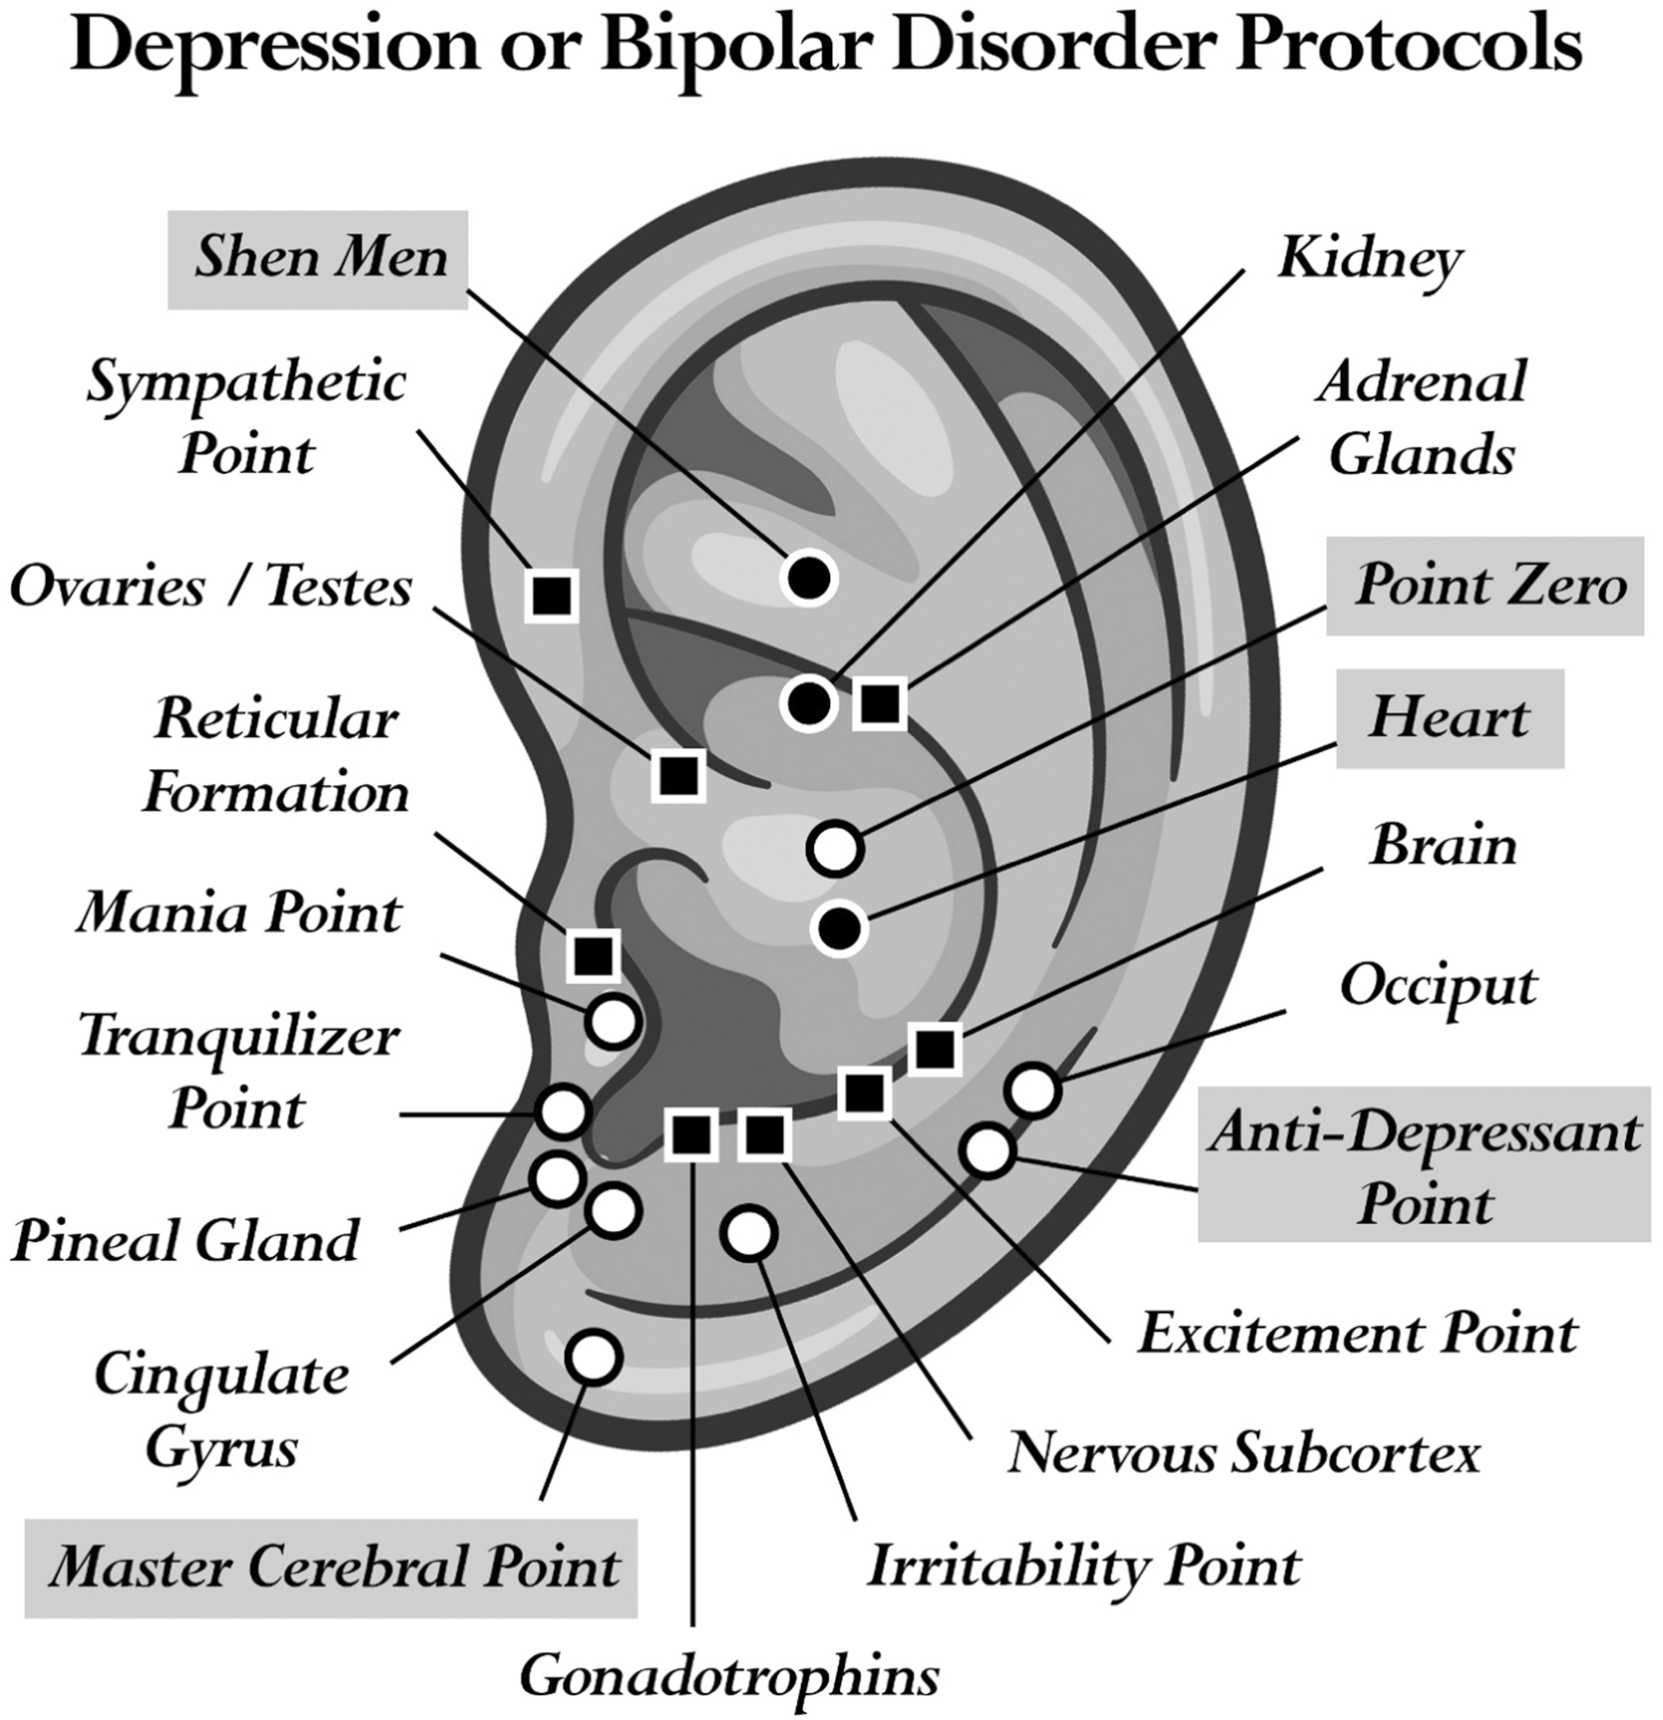 Depression or Bipolar Disorder Protocols
Shen Men
Sympathetic
Point
Ovaries / Testes
Reticular
Formation
Mania Point
Tranquilizer
Point
Pineal Gland
Cingulate
Gyrus
Master Cerebral Point
Gonadotrophins
Kidney
Adrenal
Glands
Point Zero
Heart
Brain
Occiput
Anti-Depressant
Point
Excitement Point
Nervous Subcortex
Irritability Point